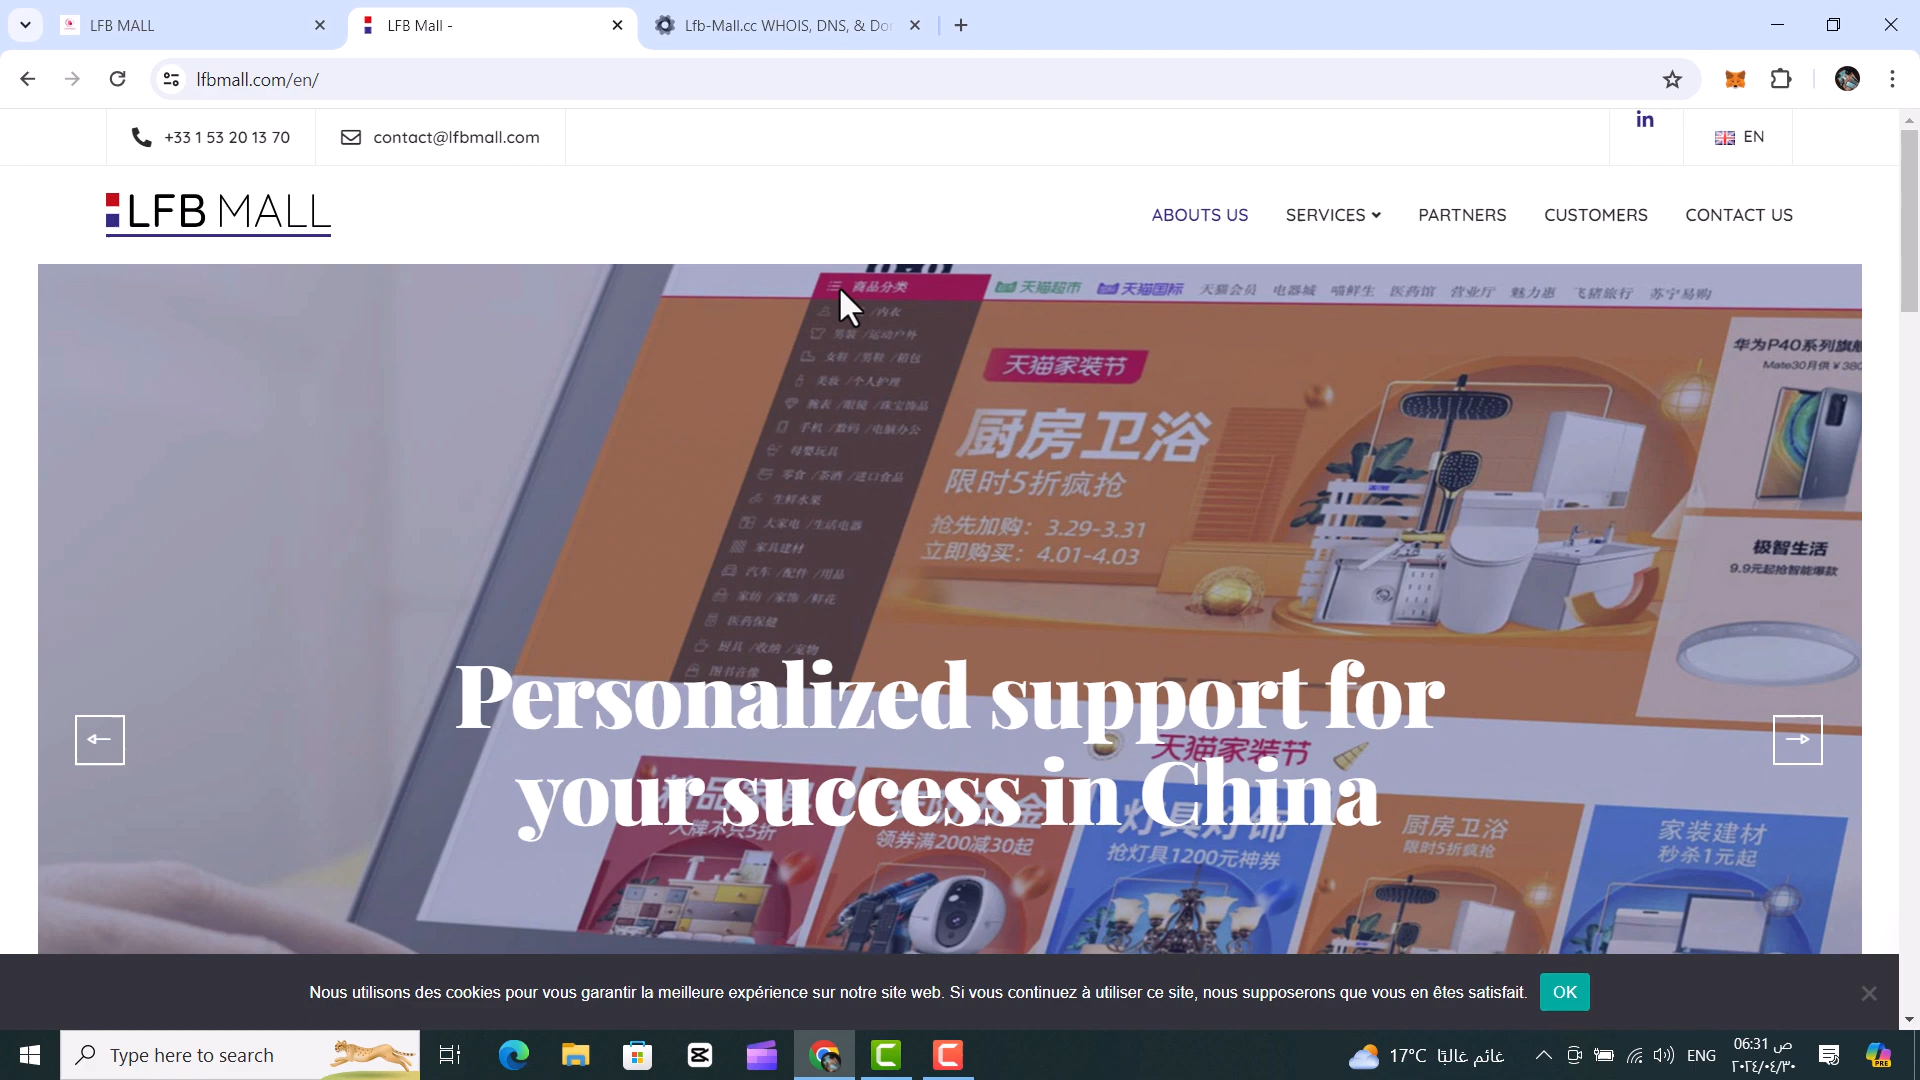 LFB MALL
LFB Mall -
Lfb-Mall.cc WHOIS, DNS, & Do
lfbmall.com/en/
+33 1 53 20 13 70
contact@lfbmall.com
in
EN
LFB MALL
ABOUTS US
SERVICES
PARTNERS
CUSTOMERS
CONTACT US
商品分类
天猫超市
天猫国际
天猫会员
电器城
喵鲜生
医药馆
营业厅
魅力惠
飞猪旅行
苏宁易购
/内衣
男装 /运动户外
女鞋 /男鞋 /箱包
美妆 /个人护理
腕表 /眼镜 /珠宝饰品
手机 /数码 /电脑办公
母婴玩具
零食 /茶酒 /进口食品
生鲜水果
大家电 /生活电器
家具建材
汽车 /配件 /用品
家纺 /家饰 /鲜花
医药保健
厨具 /收纳 /宠物
图书音像
天猫家装节
厨房卫浴
限时5折疯抢
抢先加购：3.29-3.31
立即购买：4.01-4.03
华为P40系列旗舰
Mate30月供￥380
极智生活
9.9元起抢智能爆款
Personalized support for
your success in China
天猫家装节
大牌不只5折
领券满200减30起
灯具灯饰
抢灯具1200元神券
厨房卫浴
限时5折疯抢
家装建材
秒杀1元起
Nous utilisons des cookies pour vous garantir la meilleure expérience sur notre site web. Si vous continuez à utiliser ce site, nous supposerons que vous en êtes satisfait.
OK
Type here to search
17°C غائم غالبًا
ENG
06:31 ص
٢٠٢٤/٠٤/٣٠
PRE